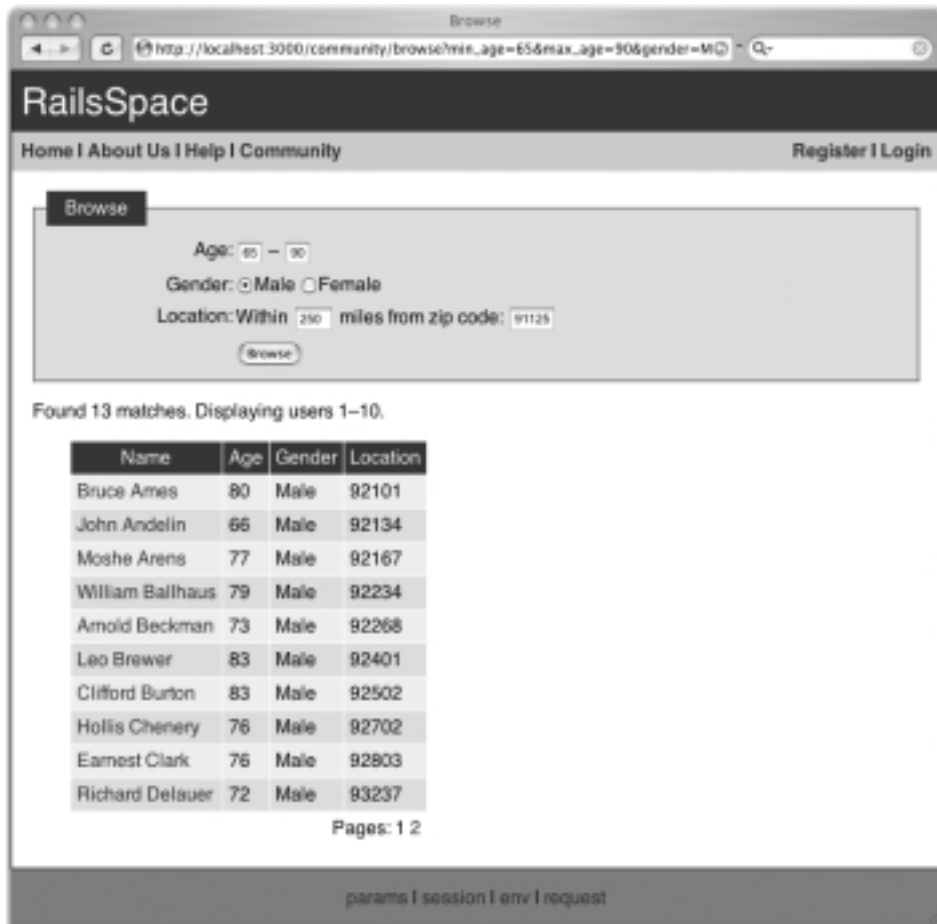 Browse
http://localhost:3000/community/browse?min_age=65&max_age=90&gender=M
RailsSpace
Home | About Us | Help | Community Register | Login
Browse
Age: 65 – 90
Gender: Male Female
Location: Within 250 miles from zip code: 91125
Browse
Found 13 matches. Displaying users 1–10.
Name Age Gender Location
Bruce Ames 80 Male 92101
John Andelin 66 Male 92134
Moshe Arens 77 Male 92167
William Ballhaus 79 Male 92234
Arnold Beckman 73 Male 92268
Leo Brewer 83 Male 92401
Clifford Burton 83 Male 92502
Hollis Chenery 76 Male 92702
Earnest Clark 76 Male 92803
Richard Delauer 72 Male 93237
Pages: 1 2
params | session | env | request